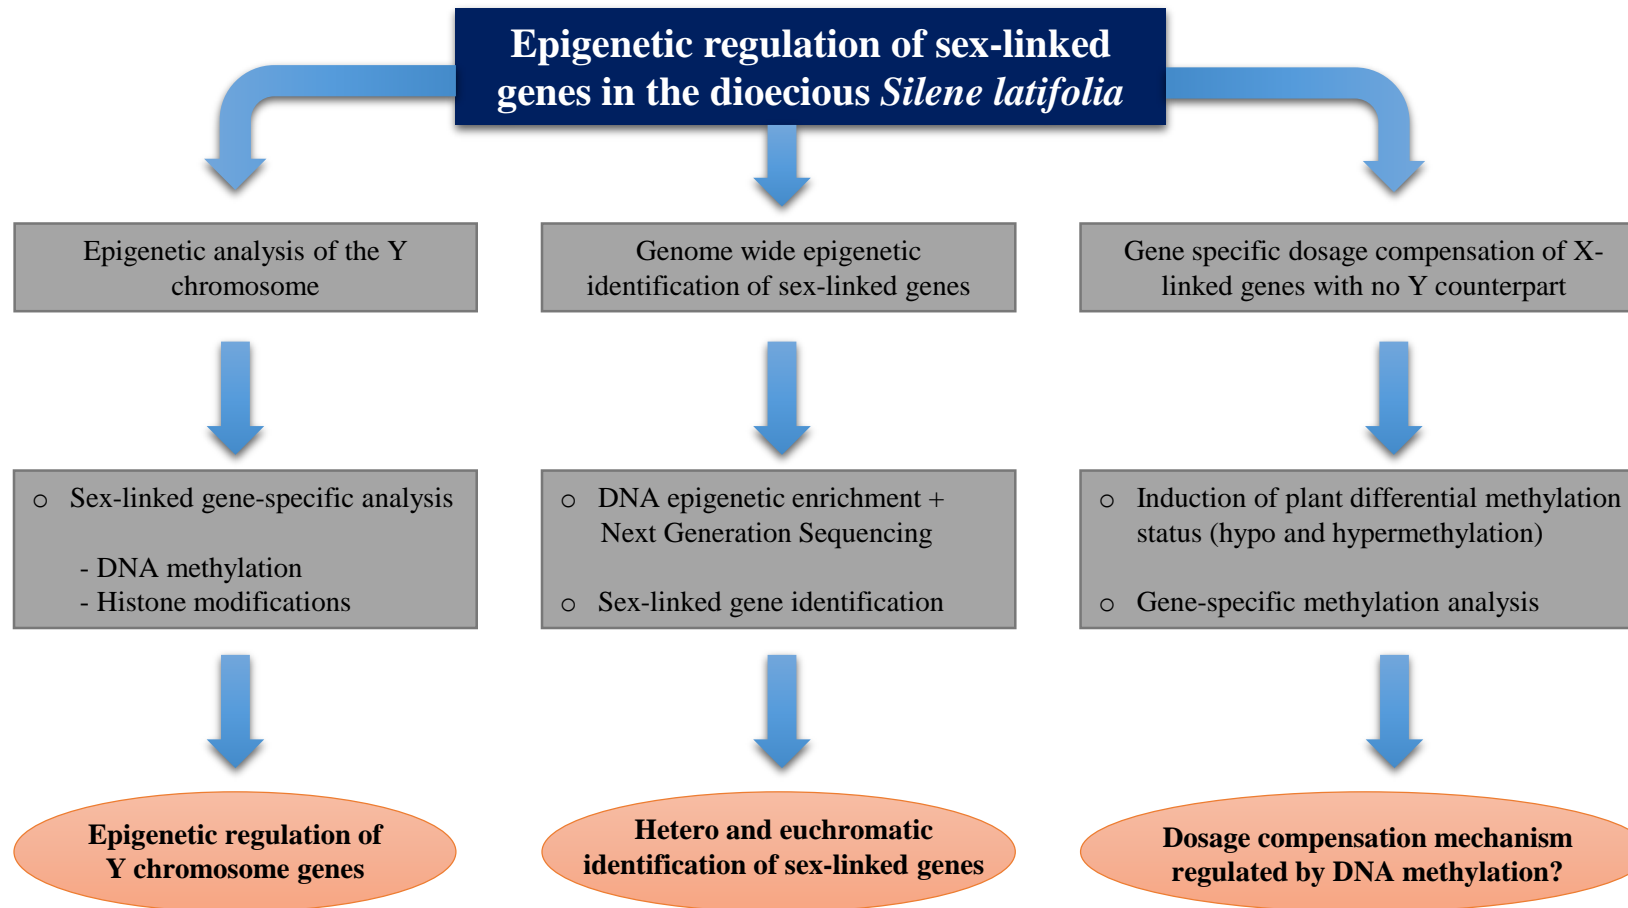 Epigenetic regulation of sex-linked
genes in the dioecious Silene latifolia
Epigenetic analysis of the Y
chromosome
Genome wide epigenetic
identification of sex-linked genes
Gene specific dosage compensation of X-
linked genes with no Y counterpart
o Sex-linked gene-specific analysis
- DNA methylation
- Histone modifications
o DNA epigenetic enrichment +
Next Generation Sequencing
o Sex-linked gene identification
o Induction of plant differential methylation
status (hypo and hypermethylation)
o Gene-specific methylation analysis
Epigenetic regulation of
Y chromosome genes
Hetero and euchromatic
identification of sex-linked genes
Dosage compensation mechanism
regulated by DNA methylation?